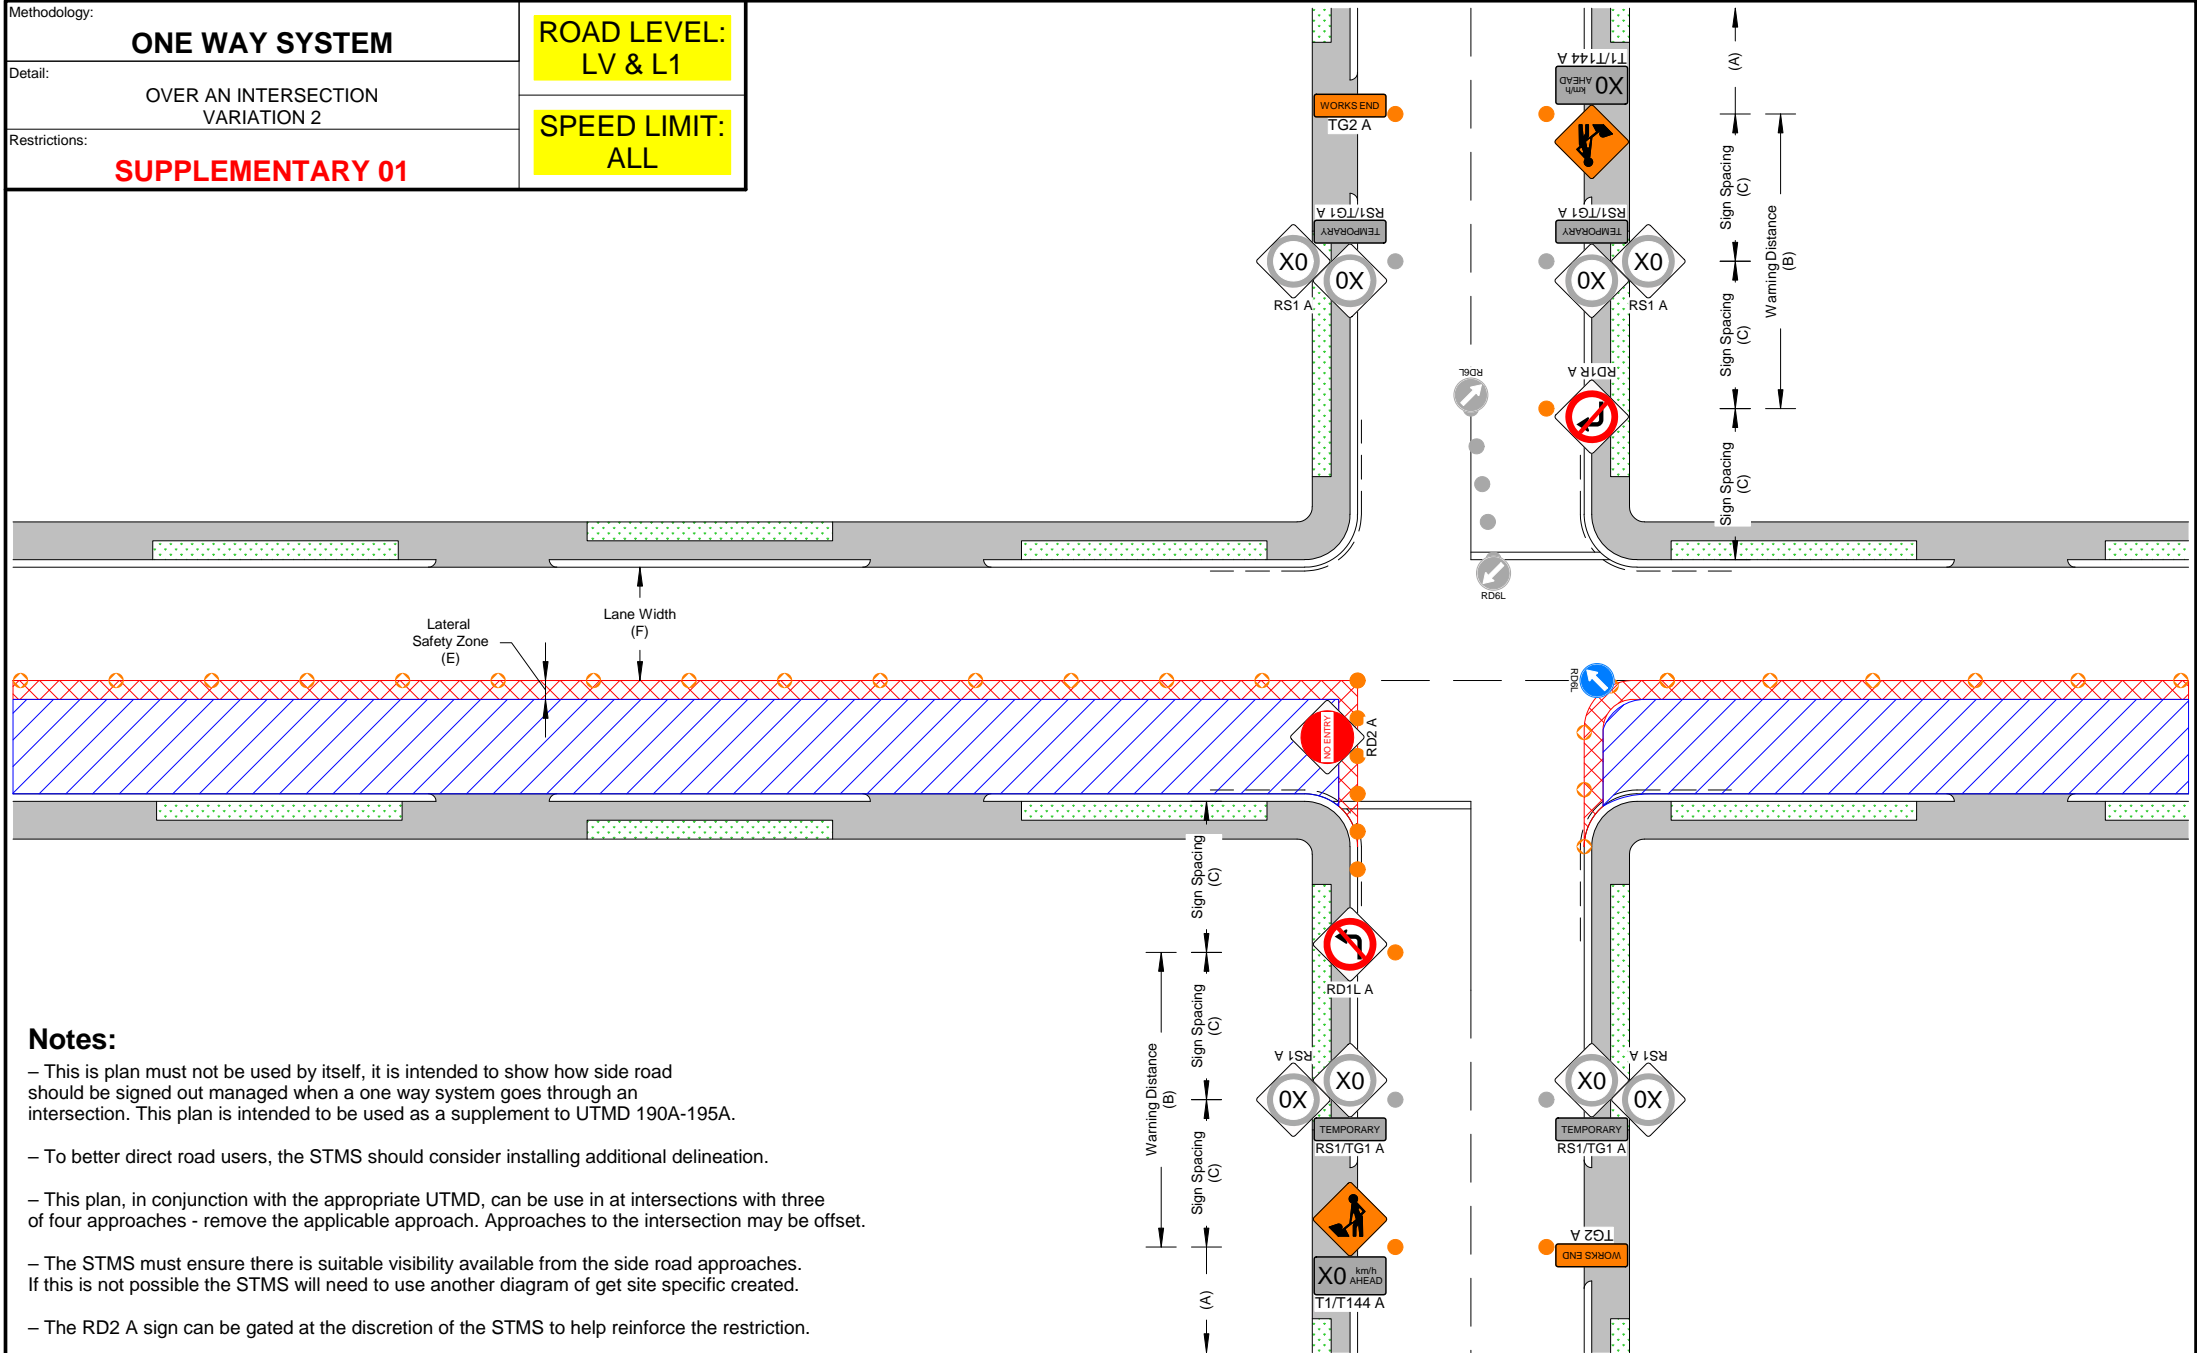 Methodology:
ONE WAY SYSTEM
Detail:
OVER AN INTERSECTION
VARIATION 2
Restrictions:
SUPPLEMENTARY 01
ROAD LEVEL:
LV & L1
SPEED LIMIT:
ALL
WORKS END
TG2 A
T1/T144 A
X0 km/h
AHEAD
(A)
Sign Spacing
(C)
Warning Distance
(B)
RS1/TG1 A
TEMPORARY
X0
X0
RS1 A
RS1/TG1 A
TEMPORARY
X0
X0
RS1 A
Sign Spacing
(C)
RD6L
RD1R A
Sign Spacing
(C)
RD6L
Lateral
Safety Zone
(E)
Lane Width
(F)
NO ENTRY
RD2 A
RD6L
Sign Spacing
(C)
RD1L A
Sign Spacing
(C)
Warning Distance
(B)
RS1 A
X0
X0
TEMPORARY
RS1/TG1 A
RS1 A
X0
X0
TEMPORARY
RS1/TG1 A
Sign Spacing
(C)
X0 km/h
AHEAD
T1/T144 A
TG2 A
WORKS END
(A)
Notes:
– This is plan must not be used by itself, it is intended to show how side road
should be signed out managed when a one way system goes through an
intersection. This plan is intended to be used as a supplement to UTMD 190A-195A.
– To better direct road users, the STMS should consider installing additional delineation.
– This plan, in conjunction with the appropriate UTMD, can be use in at intersections with three
of four approaches - remove the applicable approach. Approaches to the intersection may be offset.
– The STMS must ensure there is suitable visibility available from the side road approaches.
If this is not possible the STMS will need to use another diagram of get site specific created.
– The RD2 A sign can be gated at the discretion of the STMS to help reinforce the restriction.